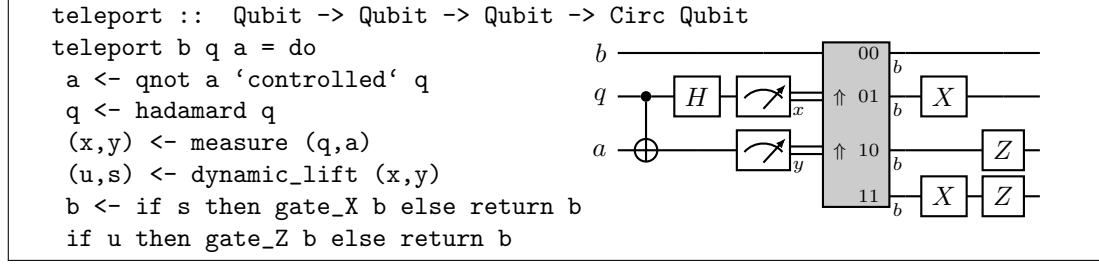 teleport ::  Qubit -> Qubit -> Qubit -> Circ Qubit
teleport b q a = do
 a <- qnot a ‘controlled‘ q
 q <- hadamard q
 (x,y) <- measure (q,a)
 (u,s) <- dynamic_lift (x,y)
 b <- if s then gate_X b else return b
 if u then gate_Z b else return b
b 00 b
q H x ⇑ 01 b X
a y ⇑ 10 b Z
11 b X Z